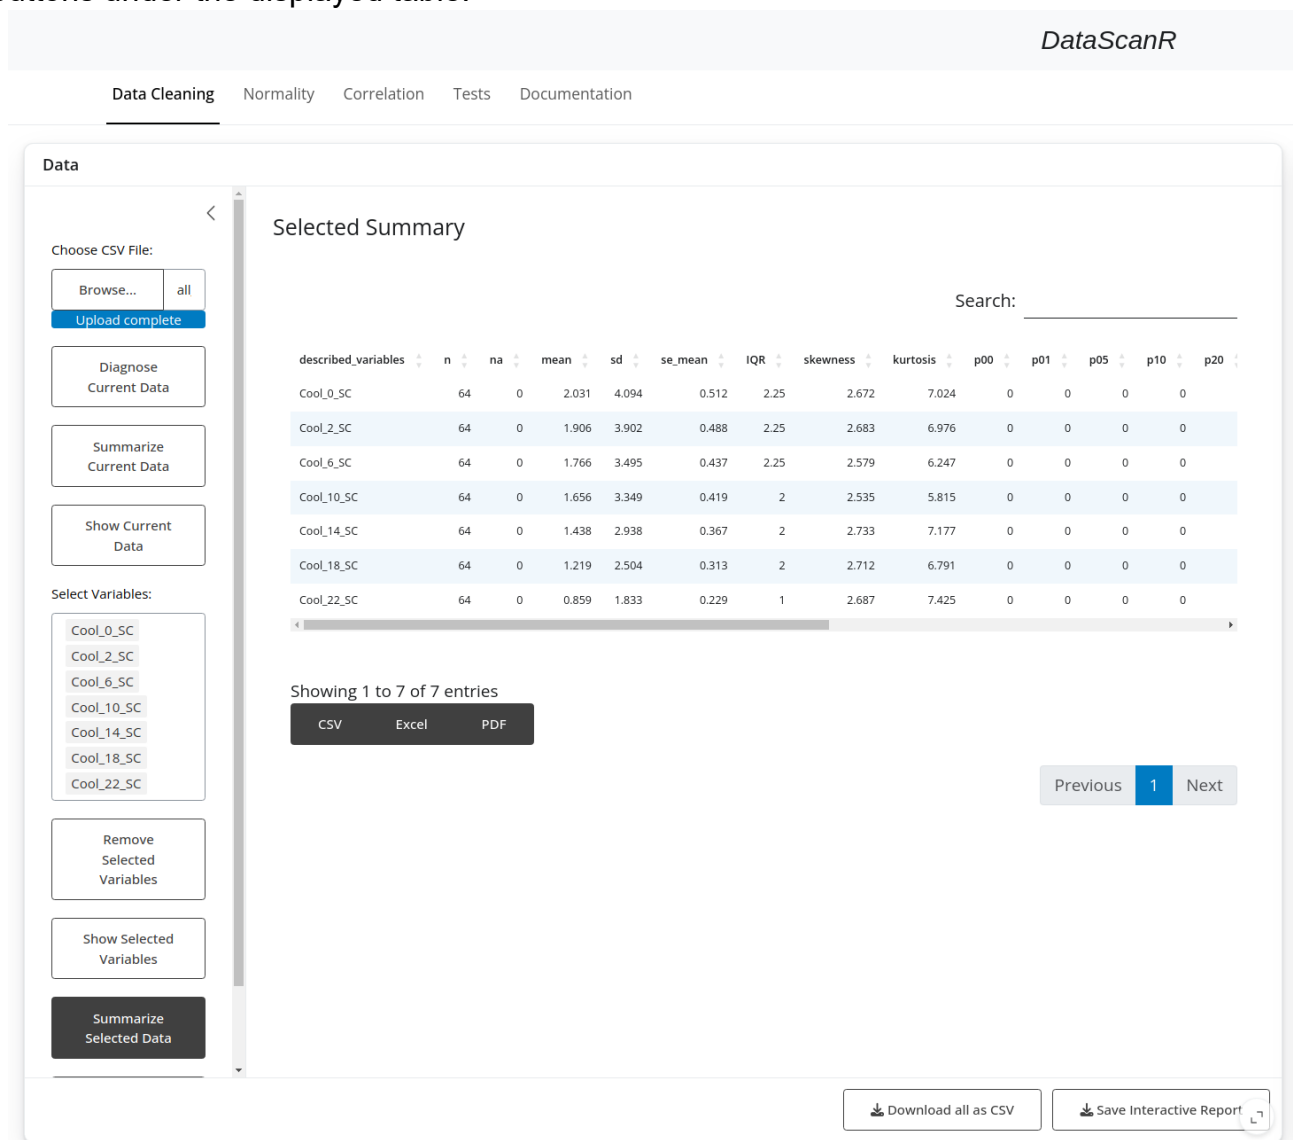 buttons under the displayed table.
DataScanR
Data Cleaning Normality Correlation Tests Documentation
Data
Choose CSV File:
Browse... all
Upload complete
Diagnose
Current Data
Summarize
Current Data
Show Current
Data
Select Variables:
Cool_0_SC
Cool_2_SC
Cool_6_SC
Cool_10_SC
Cool_14_SC
Cool_18_SC
Cool_22_SC
Remove
Selected
Variables
Show Selected
Variables
Summarize
Selected Data
Selected Summary
Search:
described_variables n na mean sd se_mean IQR skewness kurtosis p00 p01 p05 p10 p20
Cool_0_SC 64 0 2.031 4.094 0.512 2.25 2.672 7.024 0 0 0 0
Cool_2_SC 64 0 1.906 3.902 0.488 2.25 2.683 6.976 0 0 0 0
Cool_6_SC 64 0 1.766 3.495 0.437 2.25 2.579 6.247 0 0 0 0
Cool_10_SC 64 0 1.656 3.349 0.419 2 2.535 5.815 0 0 0 0
Cool_14_SC 64 0 1.438 2.938 0.367 2 2.733 7.177 0 0 0 0
Cool_18_SC 64 0 1.219 2.504 0.313 2 2.712 6.791 0 0 0 0
Cool_22_SC 64 0 0.859 1.833 0.229 1 2.687 7.425 0 0 0 0
Showing 1 to 7 of 7 entries
CSV Excel PDF
Previous 1 Next
Download all as CSV Save Interactive Report